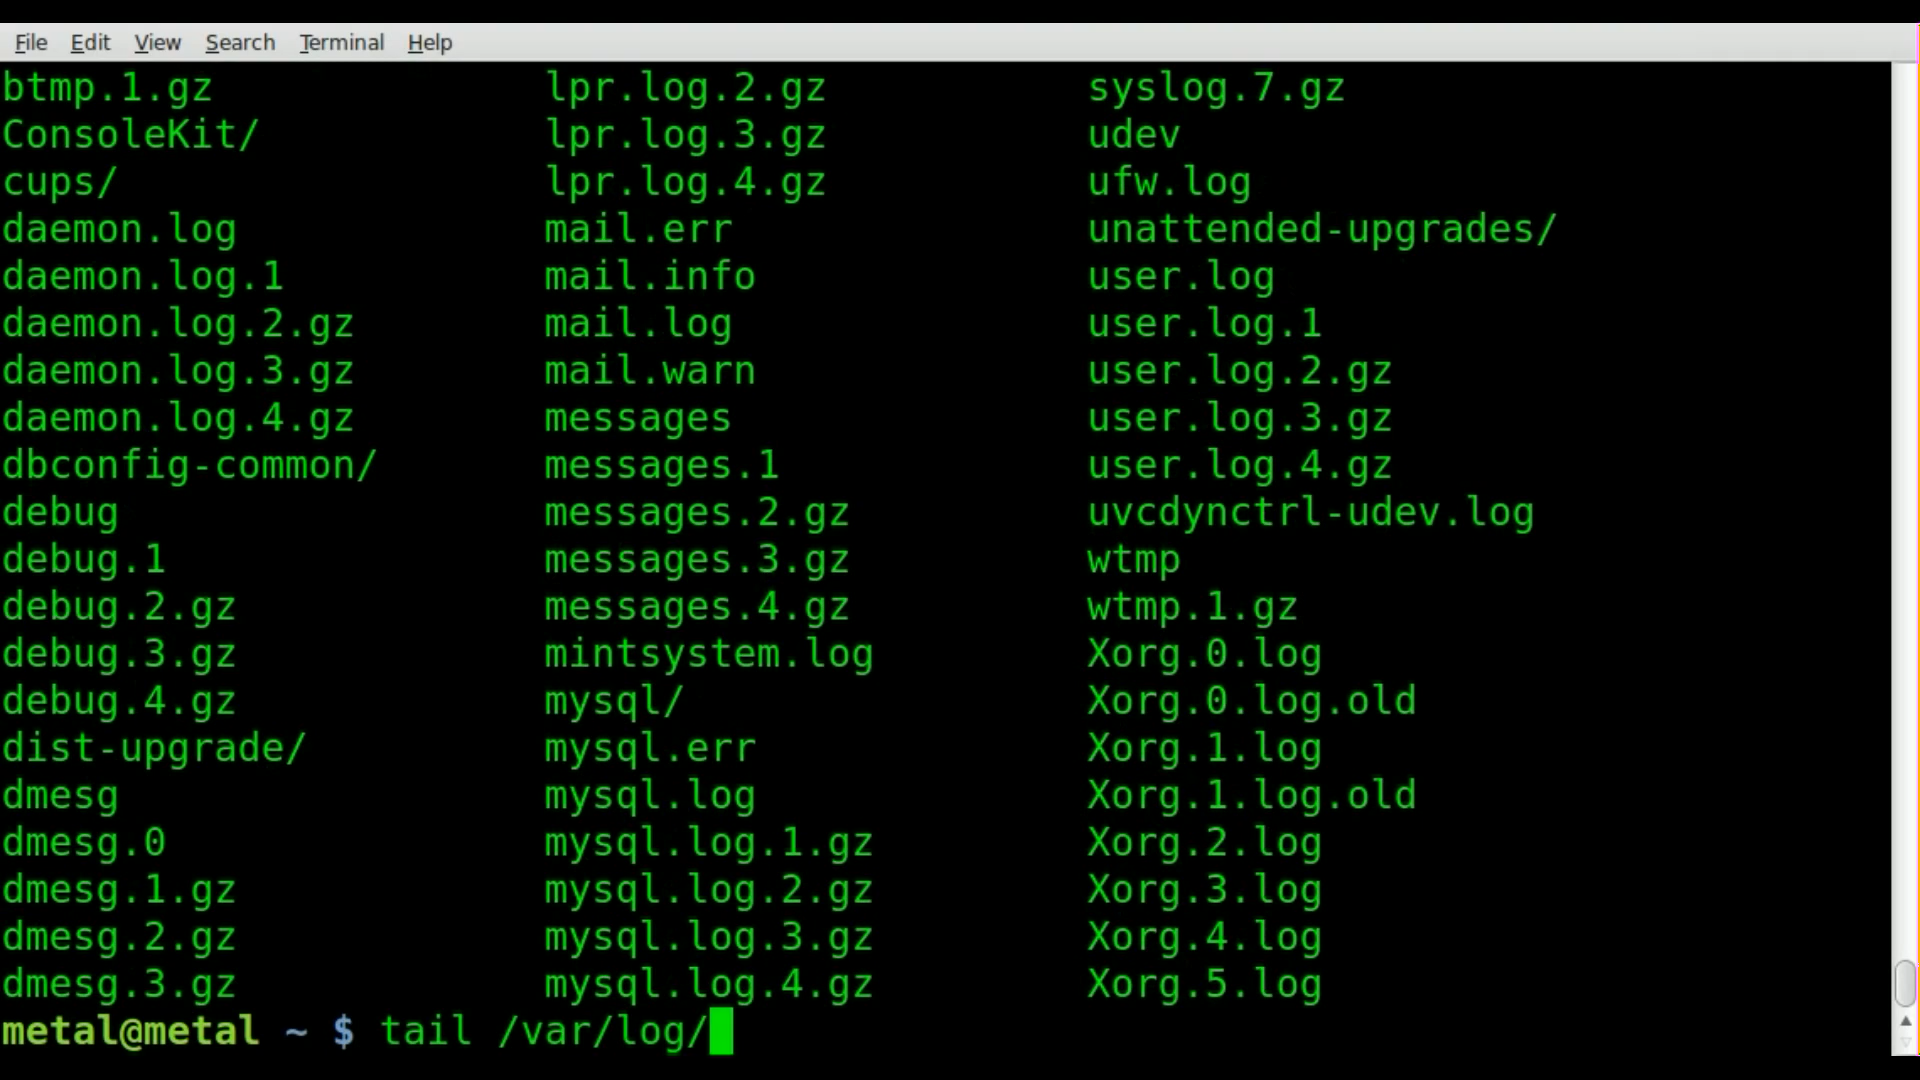 File Edit View Search Terminal Help
btmp.1.gz lpr.log.2.gz syslog.7.gz
ConsoleKit/ lpr.log.3.gz udev
cups/ lpr.log.4.gz ufw.log
daemon.log mail.err unattended-upgrades/
daemon.log.1 mail.info user.log
daemon.log.2.gz mail.log user.log.1
daemon.log.3.gz mail.warn user.log.2.gz
daemon.log.4.gz messages user.log.3.gz
dbconfig-common/ messages.1 user.log.4.gz
debug messages.2.gz uvcdynctrl-udev.log
debug.1 messages.3.gz wtmp
debug.2.gz messages.4.gz wtmp.1.gz
debug.3.gz mintsystem.log Xorg.0.log
debug.4.gz mysql/ Xorg.0.log.old
dist-upgrade/ mysql.err Xorg.1.log
dmesg mysql.log Xorg.1.log.old
dmesg.0 mysql.log.1.gz Xorg.2.log
dmesg.1.gz mysql.log.2.gz Xorg.3.log
dmesg.2.gz mysql.log.3.gz Xorg.4.log
dmesg.3.gz mysql.log.4.gz Xorg.5.log
metal@metal ~ $ tail /var/log/